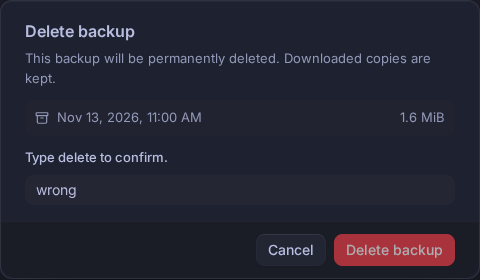 Delete backup
This backup will be permanently deleted. Downloaded copies are
kept.
Nov 13, 2026, 11:00 AM 1.6 MiB
Type delete to confirm.
wrong
Cancel Delete backup